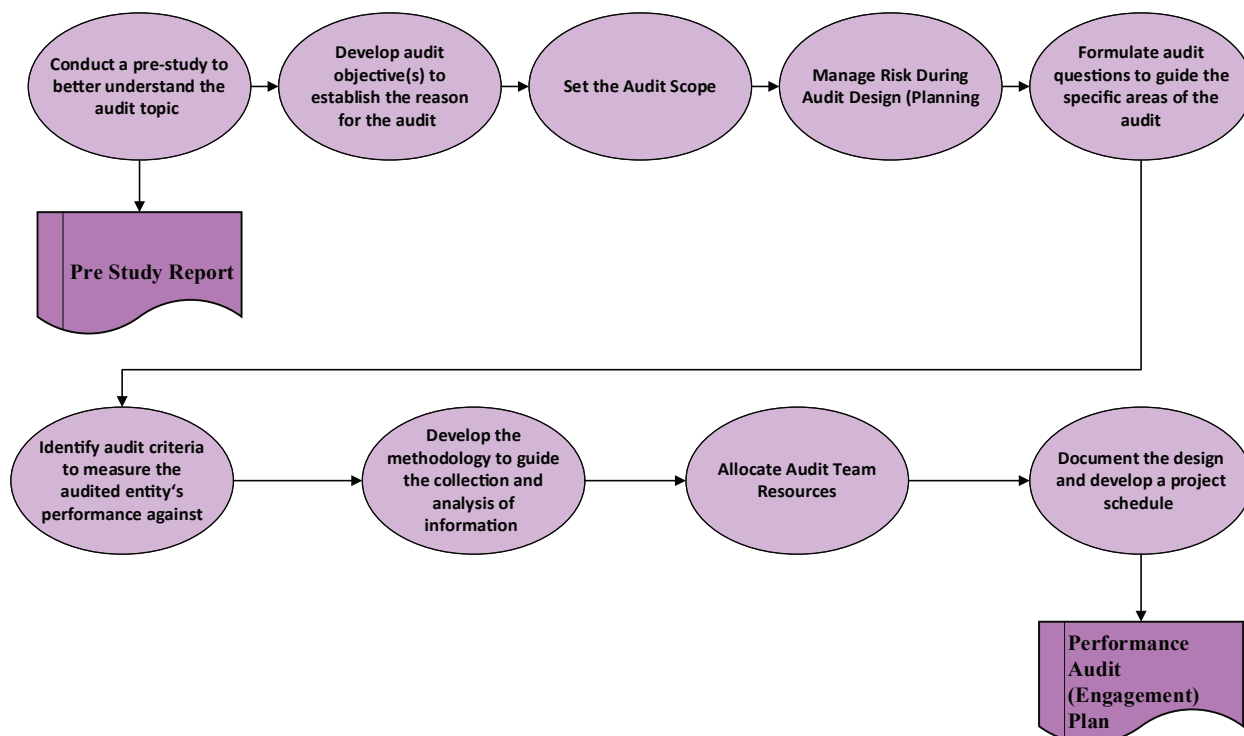 Conduct a pre-study to
better understand the
audit topic
Develop audit
objective(s) to
establish the reason
for the audit
Set the Audit Scope
Manage Risk During
Audit Design (Planning
Formulate audit
questions to guide the
specific areas of the
audit
Pre Study Report
Identify audit criteria
to measure the
audited entity‘s
performance against
Develop the
methodology to guide
the collection and
analysis of
information
Allocate Audit Team
Resources
Document the design
and develop a project
schedule
Performance
Audit
(Engagement)
Plan